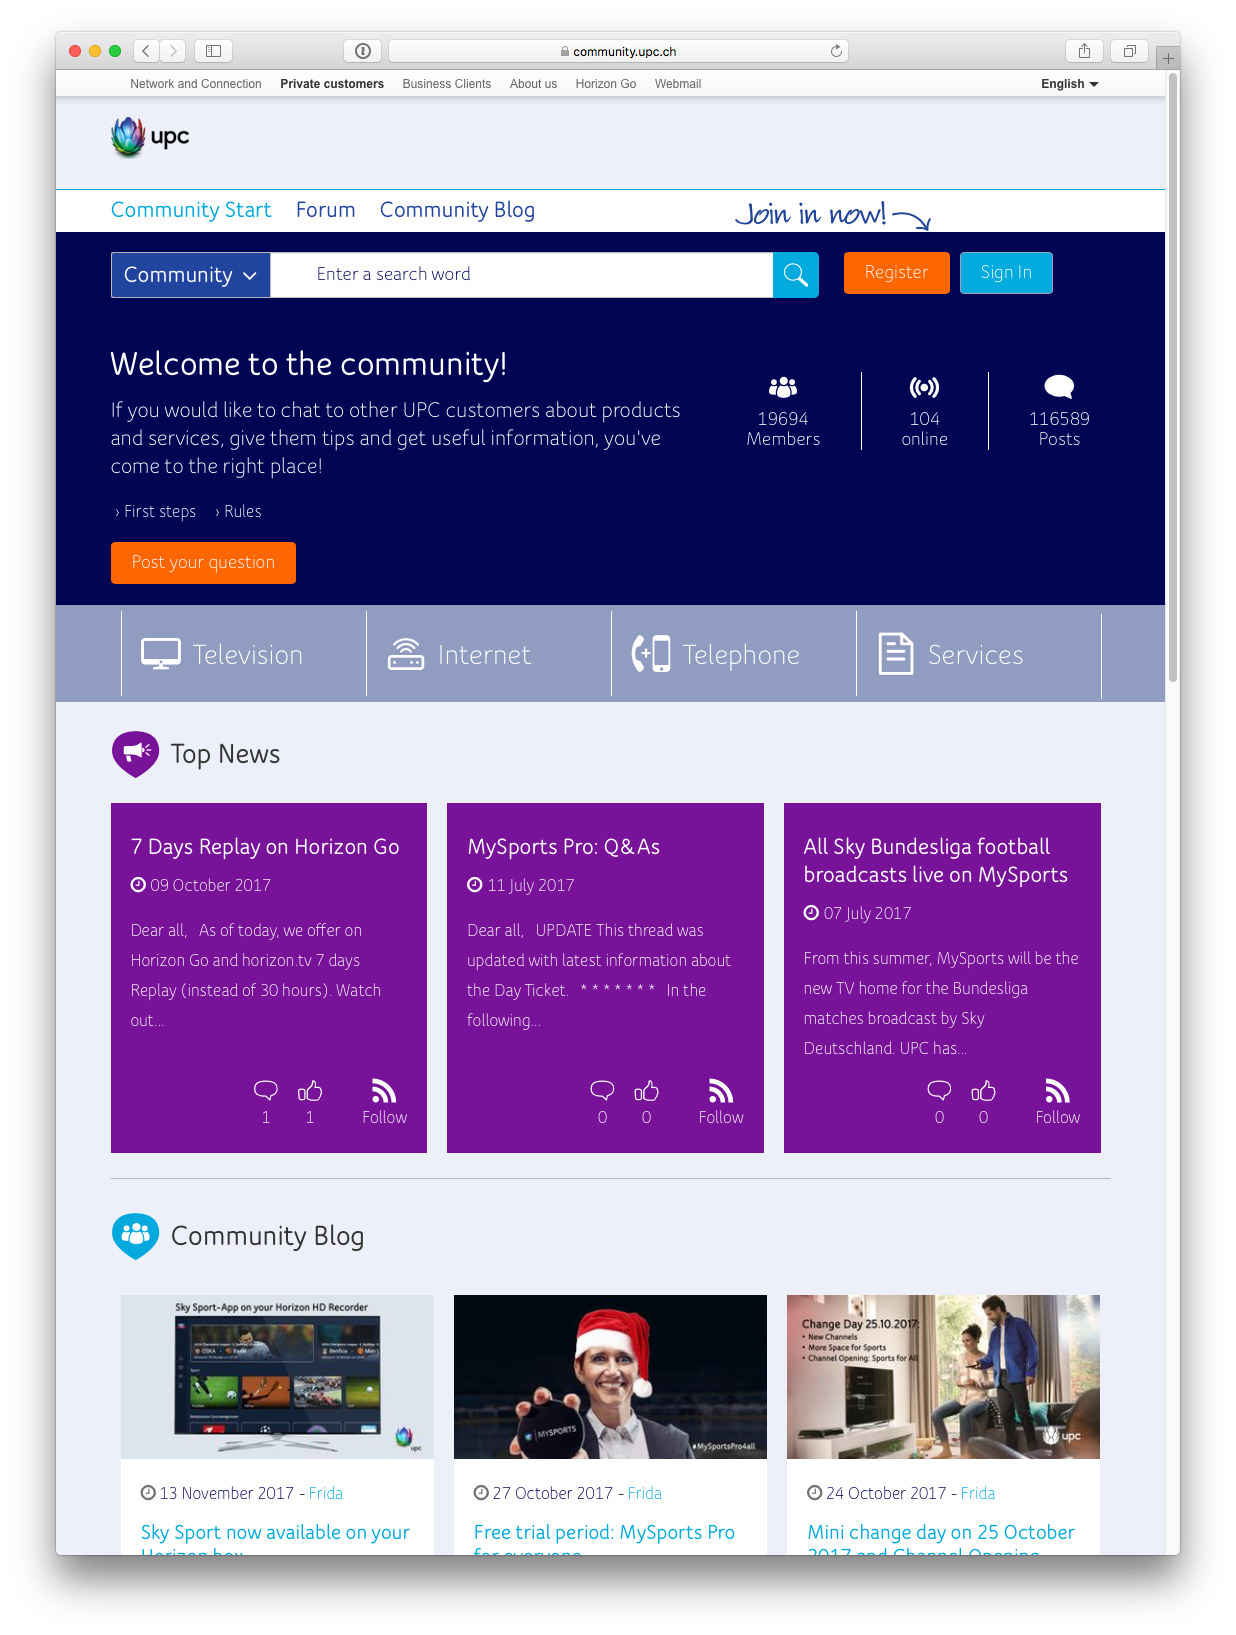 community.upc.ch
Network and Connection Private customers Business Clients About us Horizon Go Webmail English
upc
Community Start Forum Community Blog Join in now!
Community Enter a search word Register Sign In
Welcome to the community!
If you would like to chat to other UPC customers about products
and services, give them tips and get useful information, you've
come to the right place!
19694 104 116589
Members online Posts
› First steps › Rules
Post your question
Television Internet Telephone Services
Top News
7 Days Replay on Horizon Go
09 October 2017
Dear all, As of today, we offer on
Horizon Go and horizon.tv 7 days
Replay (instead of 30 hours). Watch
out...
1 1 Follow
MySports Pro: Q&As
11 July 2017
Dear all, UPDATE This thread was
updated with latest information about
the Day Ticket. * * * * * * * In the
following...
0 0 Follow
All Sky Bundesliga football
broadcasts live on MySports
07 July 2017
From this summer, MySports will be the
new TV home for the Bundesliga
matches broadcast by Sky
Deutschland. UPC has...
0 0 Follow
Community Blog
Sky Sport-App on your Horizon HD Recorder
CSKA Basel Benfica
upc
13 November 2017 - Frida
Sky Sport now available on your
Horizon box
MYSPORTS
#MySportsPro4all
27 October 2017 - Frida
Free trial period: MySports Pro
for everyone
Change Day 25.10.2017:
• New Channels
• More Space for Sports
• Channel Opening: Sports for All
upc
24 October 2017 - Frida
Mini change day on 25 October
2017 and Channel Opening